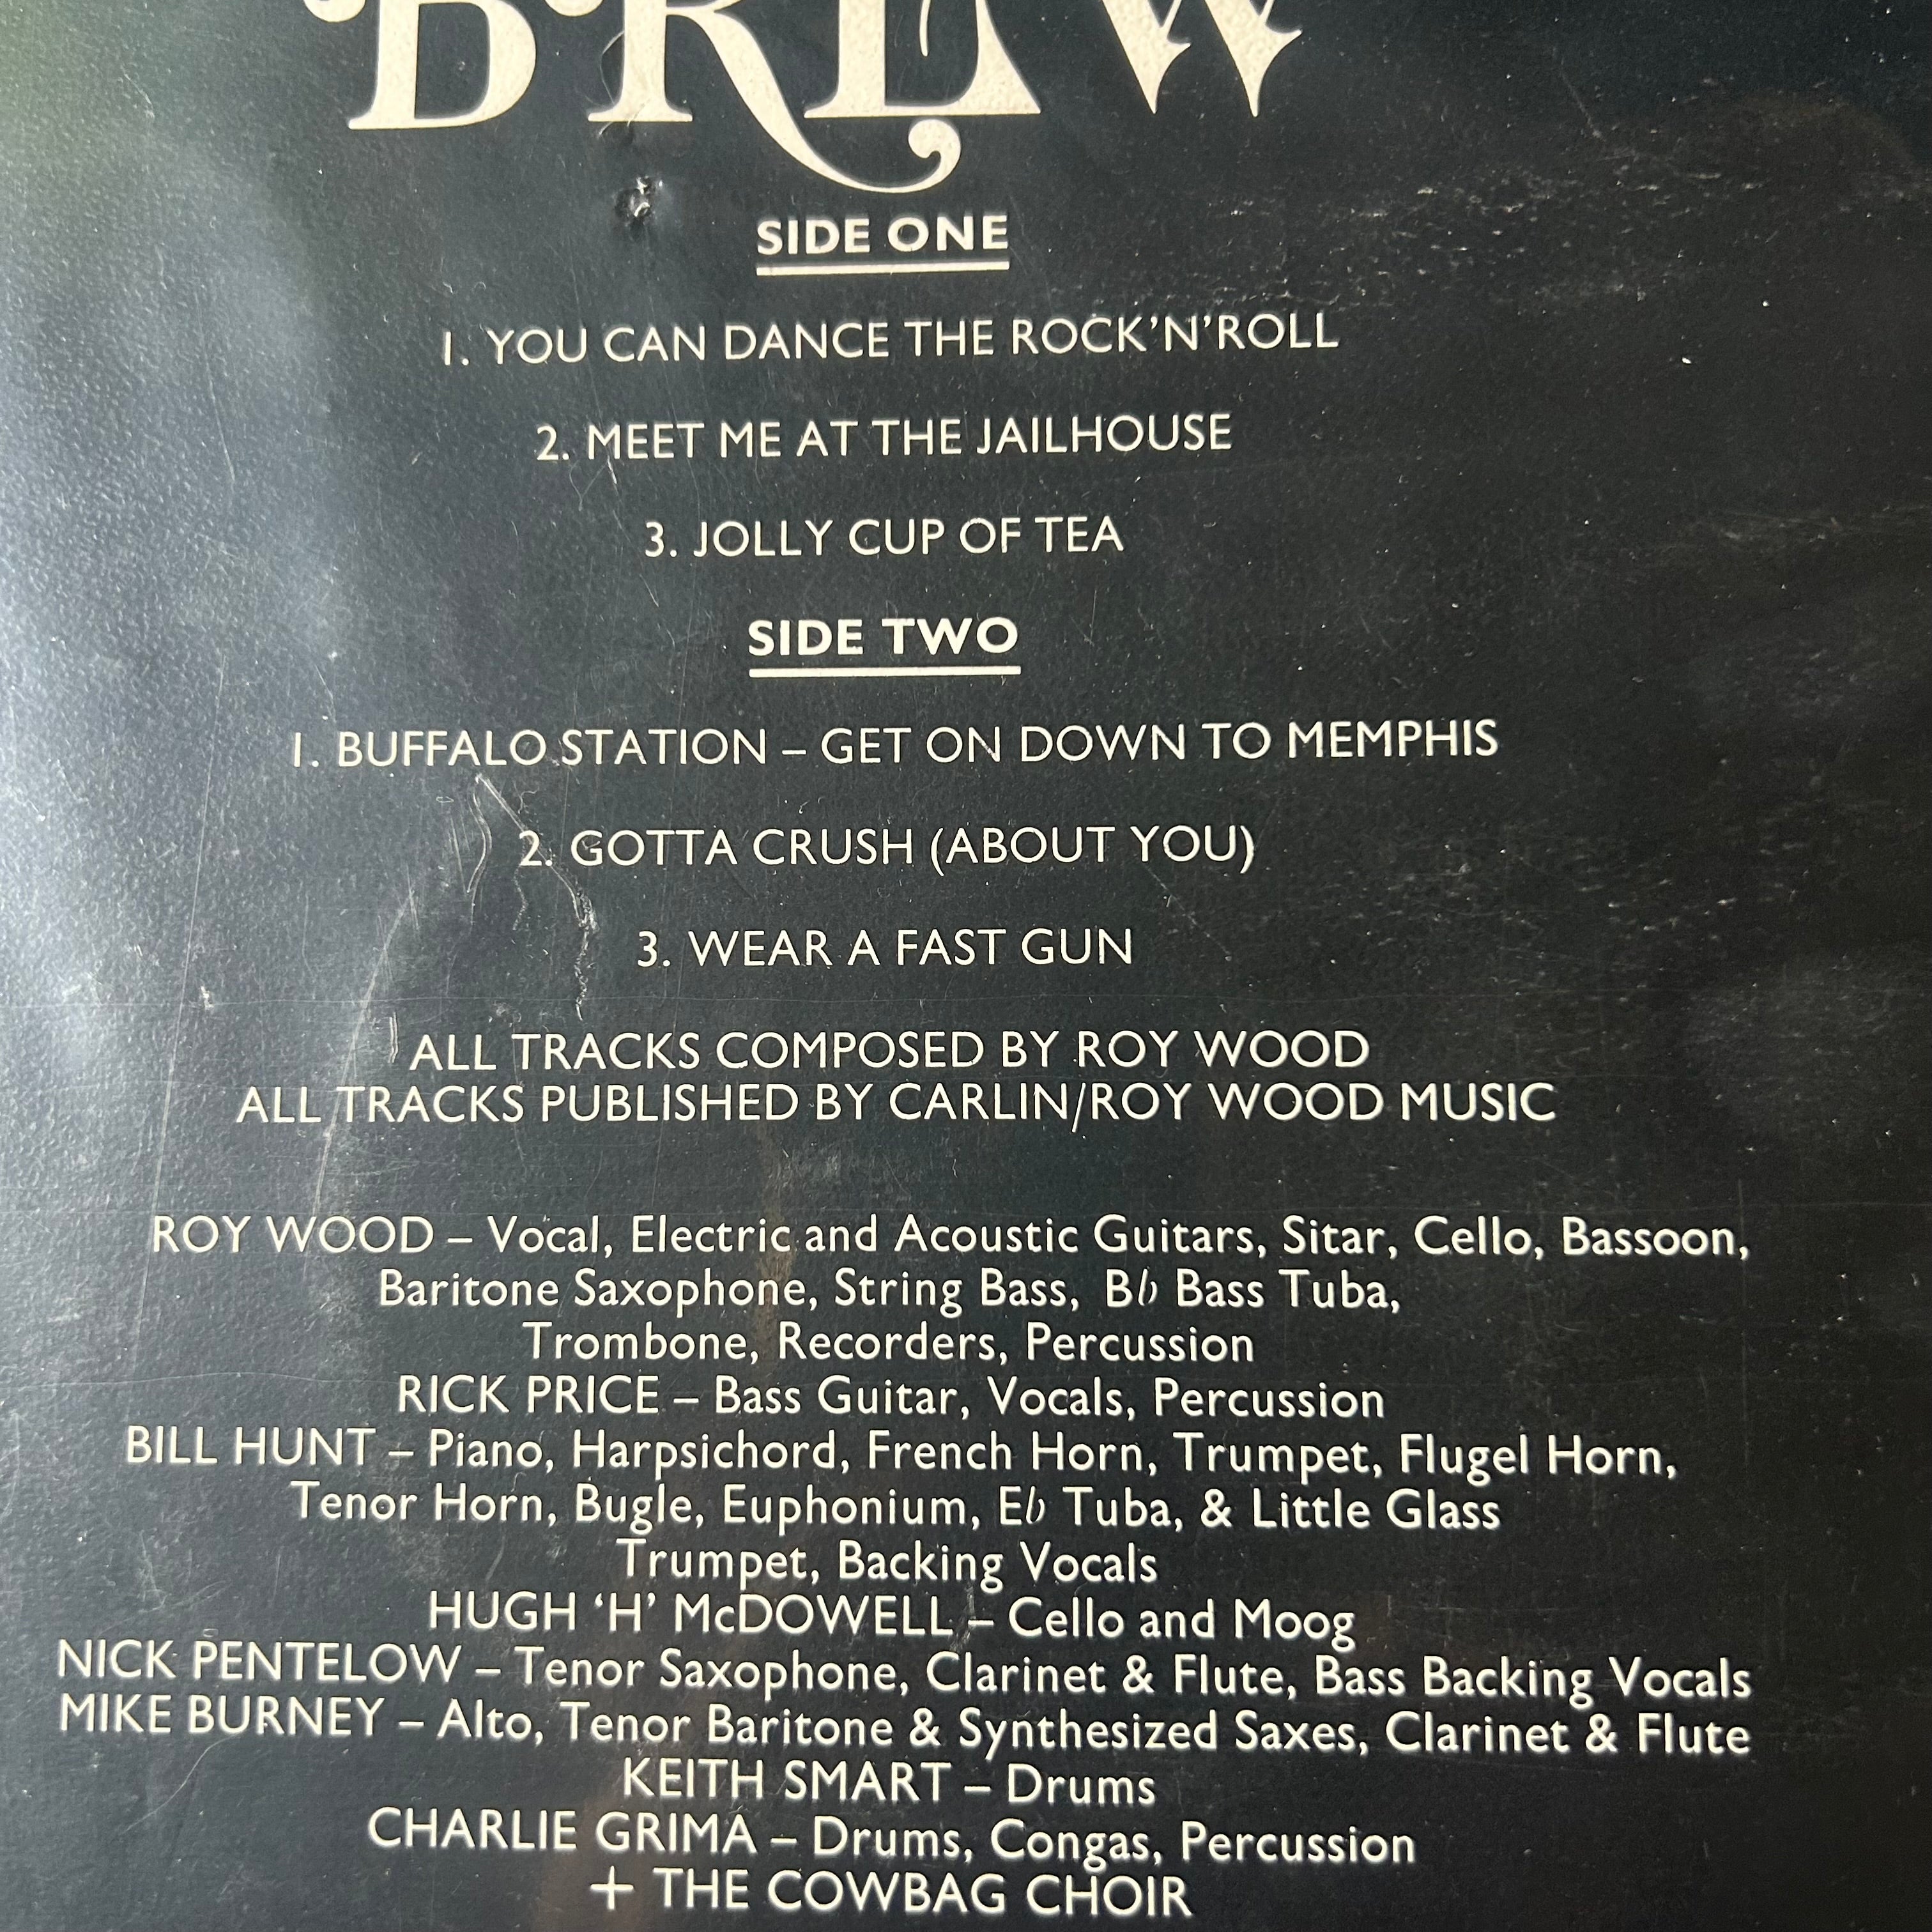 BREW
SIDE ONE
1. YOU CAN DANCE THE ROCK'N'ROLL
2. MEET ME AT THE JAILHOUSE
3. JOLLY CUP OF TEA
SIDE TWO
1. BUFFALO STATION – GET ON DOWN TO MEMPHIS
2. GOTTA CRUSH (ABOUT YOU)
3. WEAR A FAST GUN
ALL TRACKS COMPOSED BY ROY WOOD
ALL TRACKS PUBLISHED BY CARLIN/ROY WOOD MUSIC
ROY WOOD – Vocal, Electric and Acoustic Guitars, Sitar, Cello, Bassoon,
Baritone Saxophone, String Bass, B♭ Bass Tuba,
Trombone, Recorders, Percussion
RICK PRICE – Bass Guitar, Vocals, Percussion
BILL HUNT – Piano, Harpsichord, French Horn, Trumpet, Flugel Horn,
Tenor Horn, Bugle, Euphonium, E♭ Tuba, & Little Glass
Trumpet, Backing Vocals
HUGH ‘H’ McDOWELL – Cello and Moog
NICK PENTELOW – Tenor Saxophone, Clarinet & Flute, Bass Backing Vocals
MIKE BURNEY – Alto, Tenor Baritone & Synthesized Saxes, Clarinet & Flute
KEITH SMART – Drums
CHARLIE GRIMA – Drums, Congas, Percussion
+ THE COWBAG CHOIR